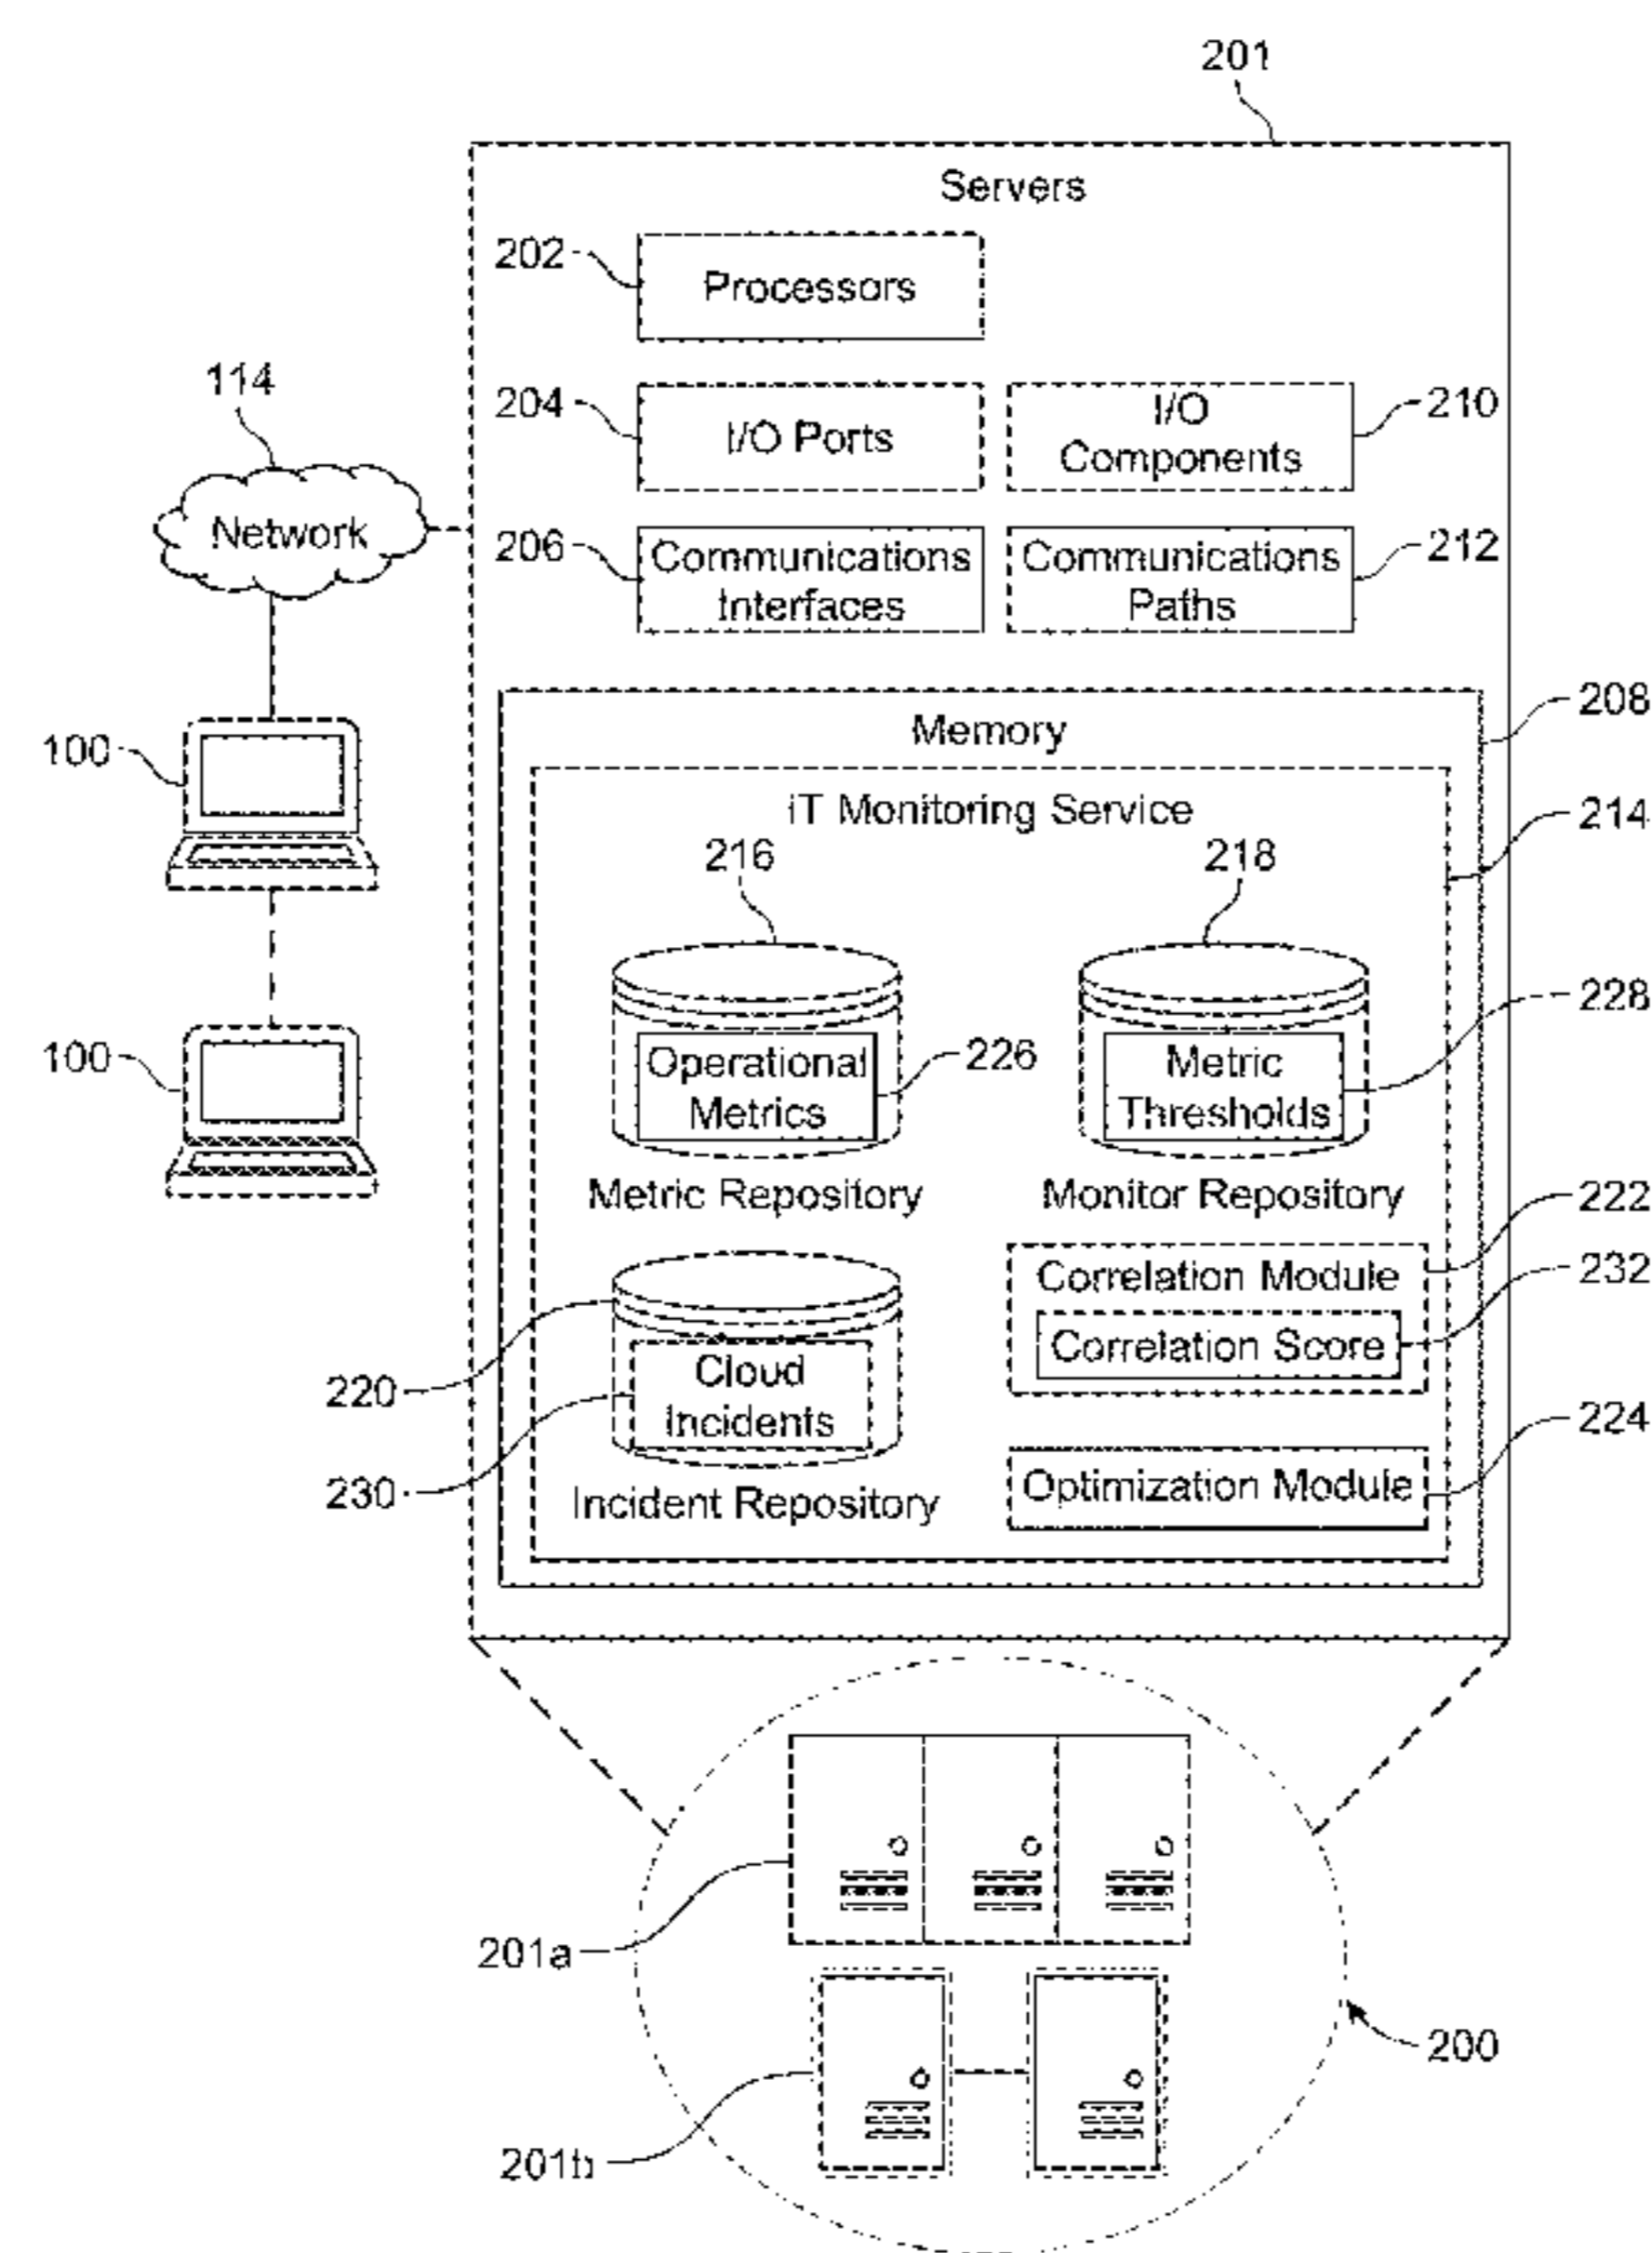 201
Servers
202
Processors
114
204
I/O Ports
I/O
Components
210
Network
206
Communications
Interfaces
Communications
Paths
212
208
Memory
100
IT Monitoring Service
214
216
218
228
100
Operational
Metrics
226
Metric
Thresholds
Metric Repository
Monitor Repository
222
Correlation Module
232
Correlation Score
220
Cloud
Incidents
224
230
Incident Repository
Optimization Module
201a
200
201b